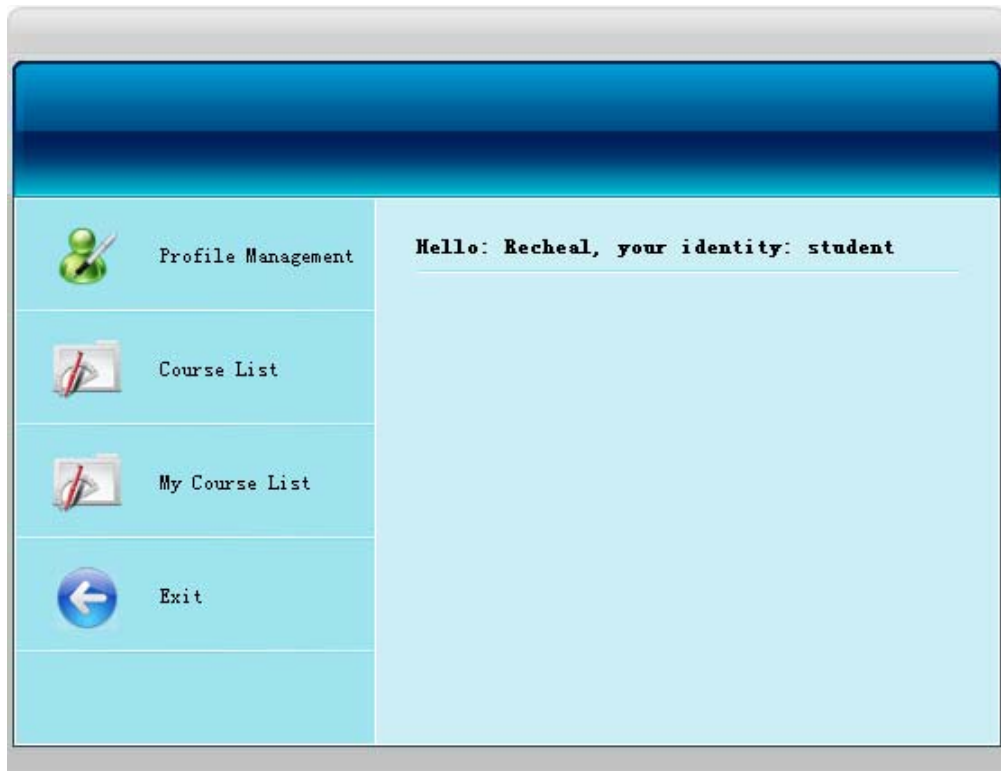 Profile Management
Hello: Recheal, your identity: student
Course List
My Course List
Exit